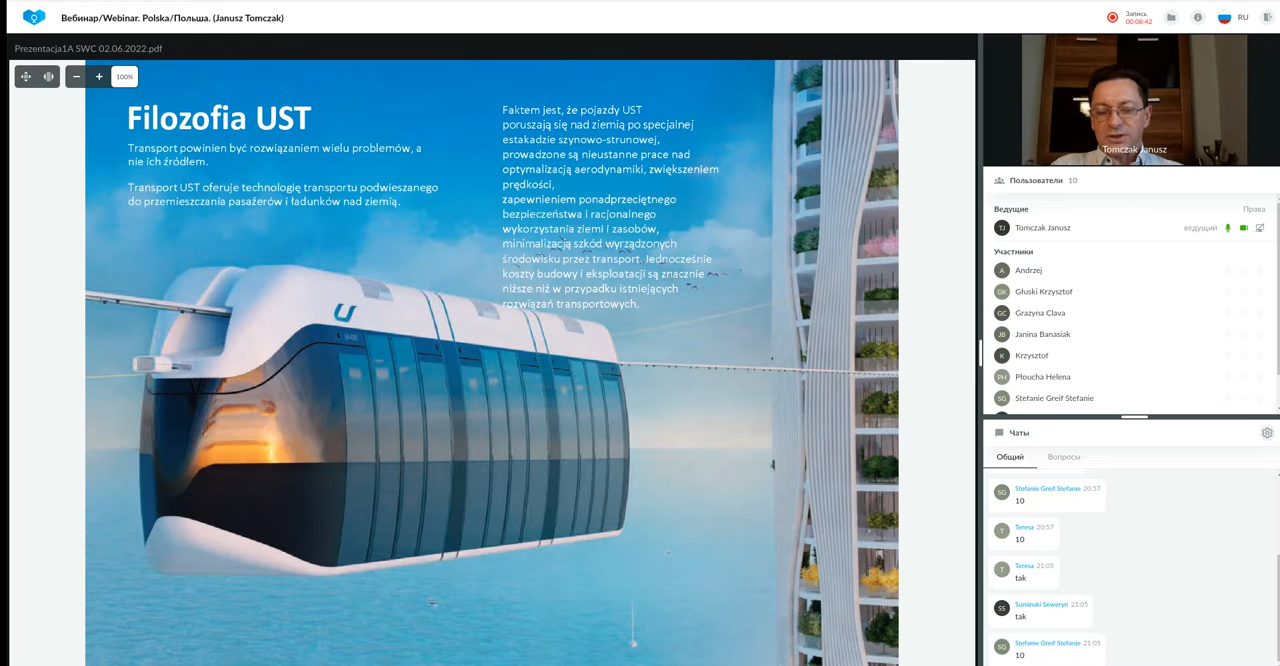 Вебинар/Webinar. Polska/Польша. (Janusz Tomczak)
Запись
00:08:42
RU
Prezentacja1A SWC 02.06.2022.pdf
100%
Filozofia UST
Transport powinien być rozwiązaniem wielu problemów, a
nie ich źródłem.
Transport UST oferuje technologię transportu podwieszanego
do przemieszczania pasażerów i ładunków nad ziemią.
Faktem jest, że pojazdy UST
poruszają się nad ziemią po specjalnej
estakadzie szynowo-strunowej,
prowadzone są nieustanne prace nad
optymalizacją aerodynamiki, zwiększeniem
prędkości,
zapewnieniem ponadprzeciętnego
bezpieczeństwa i racjonalnego
wykorzystania ziemi i zasobów,
minimalizacją szkód wyrządzonych
środowisku przez transport. Jednocześnie
koszty budowy i eksploatacji są znacznie
niższe niż w przypadku istniejących
rozwiązań transportowych.
Tomczak Janusz
Пользователи 10
Ведущие Права
TJ Tomczak Janusz ведущий
Участники
A Andrzej
GK Głuski Krzysztof
GC Grazyna Clava
JB Janina Banasiak
K Krzysztof
PH Płoucha Helena
SG Stefanie Greif Stefanie
Чаты
Общий Вопросы
SG Stefanie Greif Stefanie 20:57
10
T Teresa 20:57
10
T Teresa 21:05
tak
SS Suminski Seweryn 21:05
tak
SG Stefanie Greif Stefanie 21:05
10